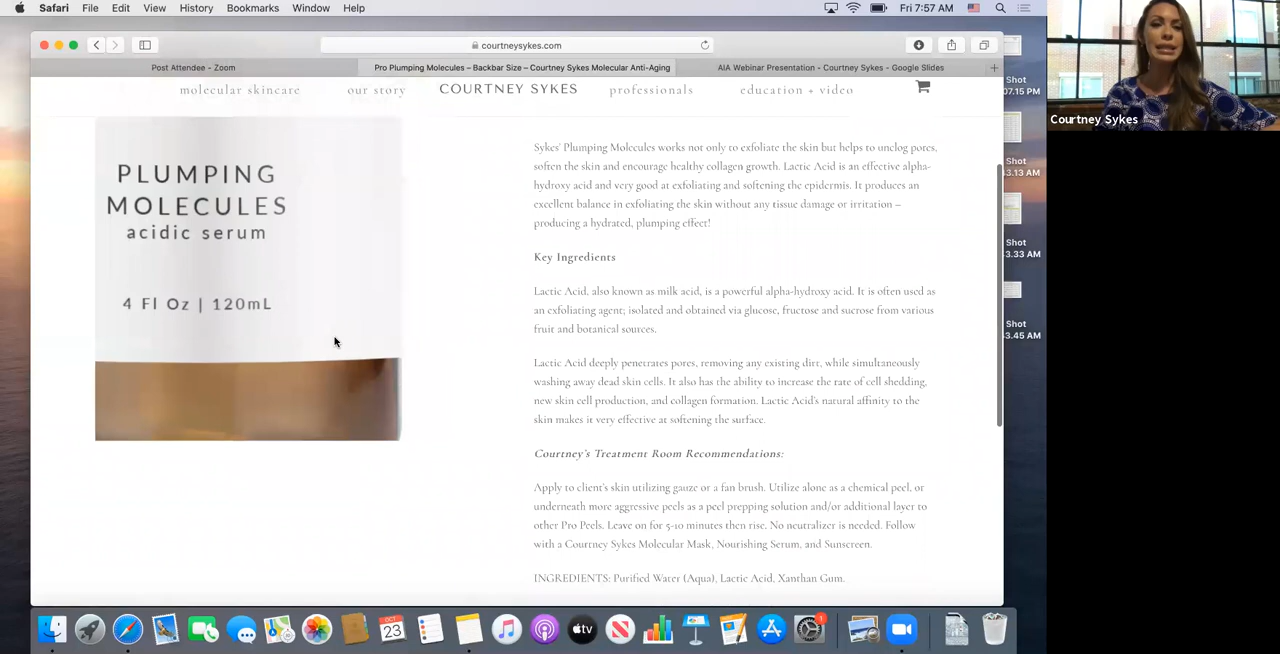 Safari File Edit View History Bookmarks Window Help Fri 7:57 AM
courtneysykes.com
Post Attendee - Zoom
Pro Plumping Molecules – Backbar Size – Courtney Sykes Molecular Anti-Aging
AIA Webinar Presentation - Courtney Sykes - Google Slides
molecular skincare our story COURTNEY SYKES professionals education + video
PLUMPING
MOLECULES
acidic serum
4 Fl Oz | 120mL
Sykes' Plumping Molecules works not only to exfoliate the skin but helps to unclog pores,
soften the skin and encourage healthy collagen growth. Lactic Acid is an effective alpha-
hydroxy acid and very good at exfoliating and softening the epidermis. It produces an
excellent balance in exfoliating the skin without any tissue damage or irritation –
producing a hydrated, plumping effect!
Key Ingredients
Lactic Acid, also known as milk acid, is a powerful alpha-hydroxy acid. It is often used as
an exfoliating agent; isolated and obtained via glucose, fructose and sucrose from various
fruit and botanical sources.
Lactic Acid deeply penetrates pores, removing any existing dirt, while simultaneously
washing away dead skin cells. It also has the ability to increase the rate of cell shedding,
new skin cell production, and collagen formation. Lactic Acid's natural affinity to the
skin makes it very effective at softening the surface.
Courtney's Treatment Room Recommendations:
Apply to client's skin utilizing gauze or a fan brush. Utilize alone as a chemical peel, or
underneath more aggressive peels as a peel prepping solution and/or additional layer to
other Pro Peels. Leave on for 5-10 minutes then rise. No neutralizer is needed. Follow
with a Courtney Sykes Molecular Mask, Nourishing Serum, and Sunscreen.
INGREDIENTS: Purified Water (Aqua), Lactic Acid, Xanthan Gum.
Shot
07.15 PM
Shot
43.13 AM
Shot
3.33 AM
Shot
3.45 AM
Courtney Sykes
OCT
23
tv
1